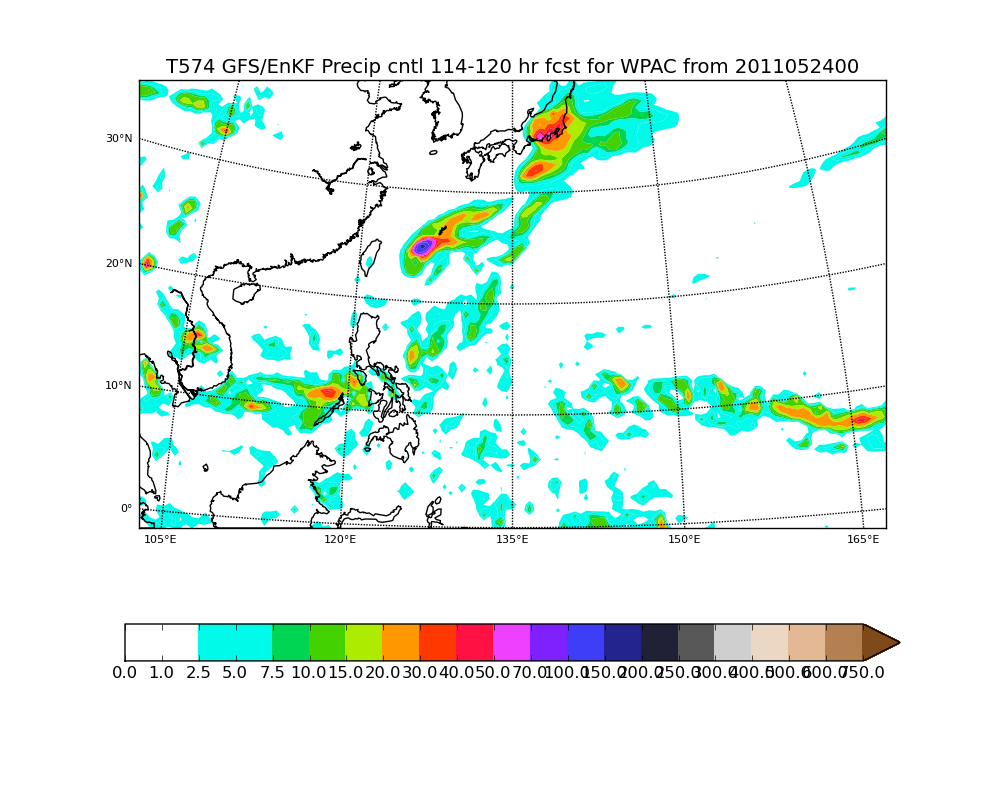 T574 GFS/EnKF Precip cntl 114-120 hr fcst for WPAC from 2011052400
30°N
20°N
10°N
0°
105°E 120°E 135°E 150°E 165°E
0.0 1.0 2.5 5.0 7.5 10.0 15.0 20.0 30.0 40.0 50.0 70.0 100.0 150.0 200.0 250.0 300.0 400.0 500.0 600.0 750.0